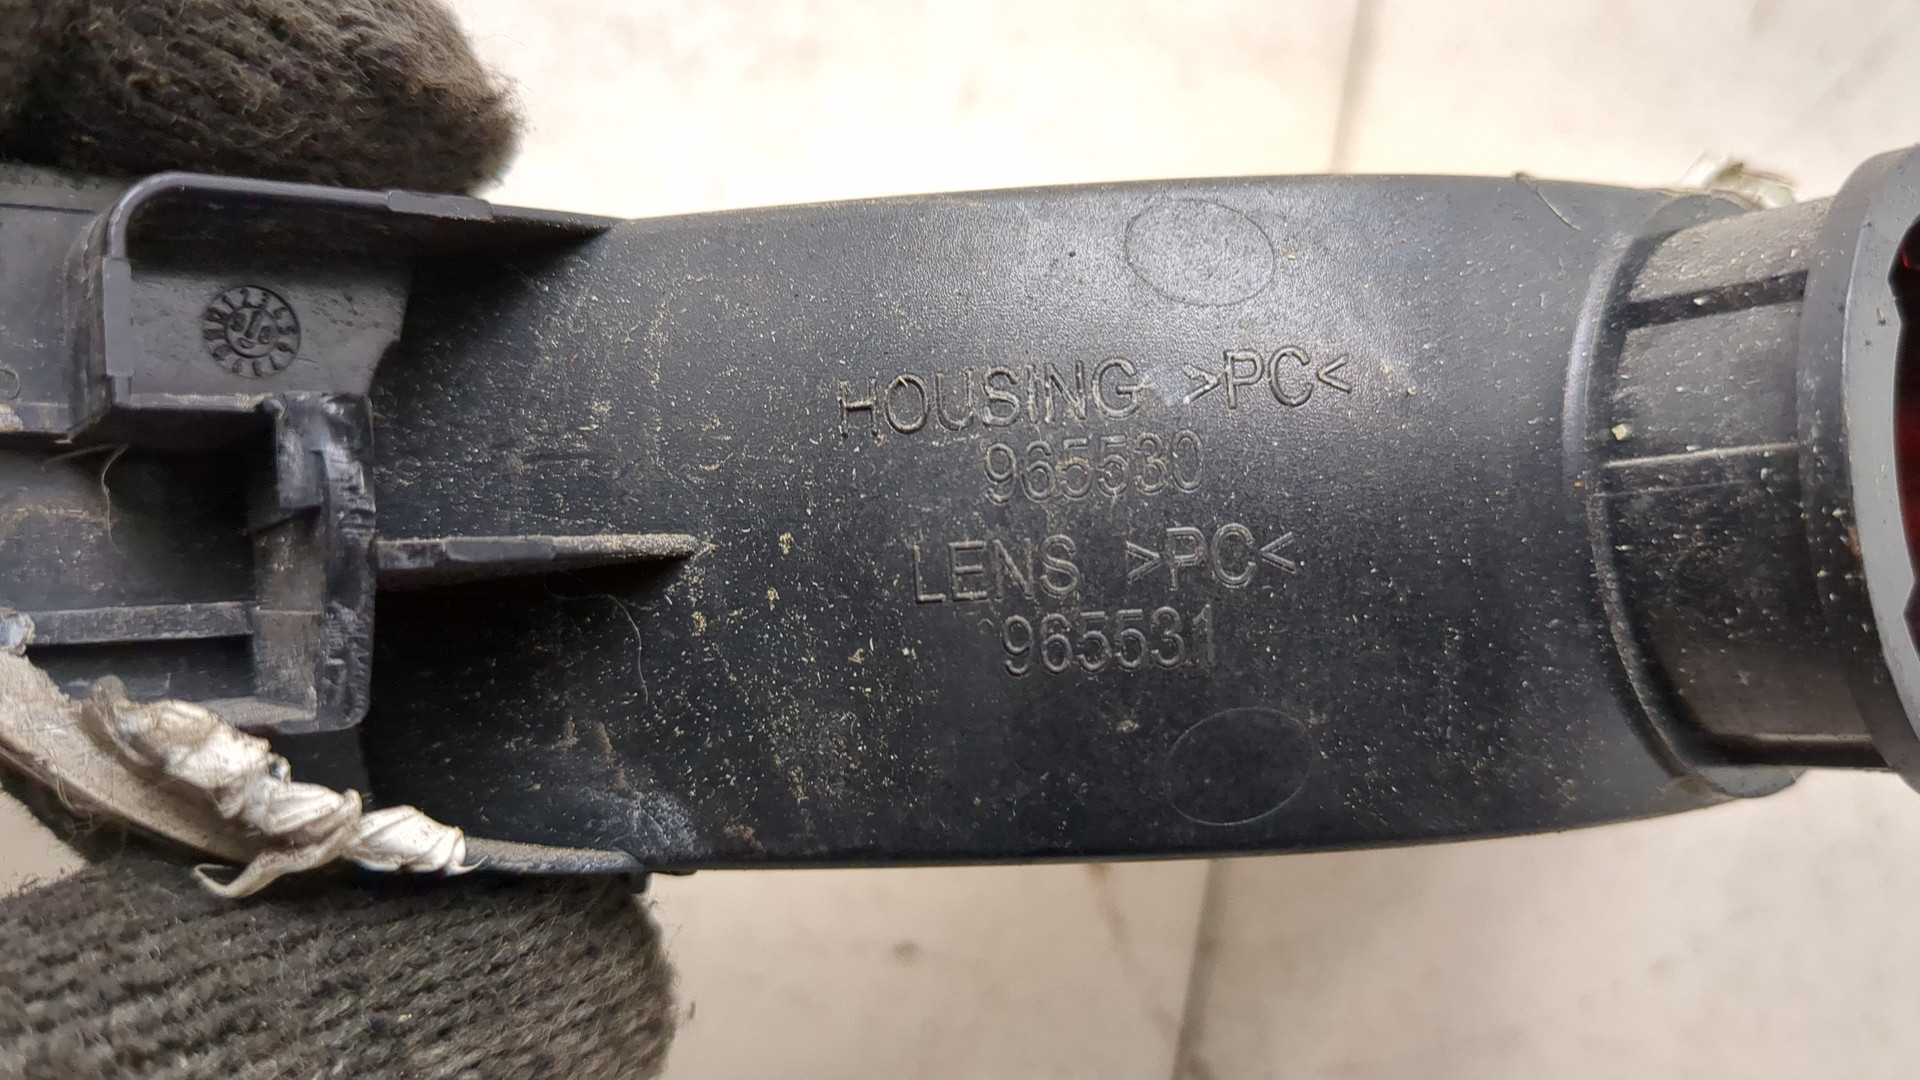 HOUSING >PC<
965530
LENS >PC<
965531